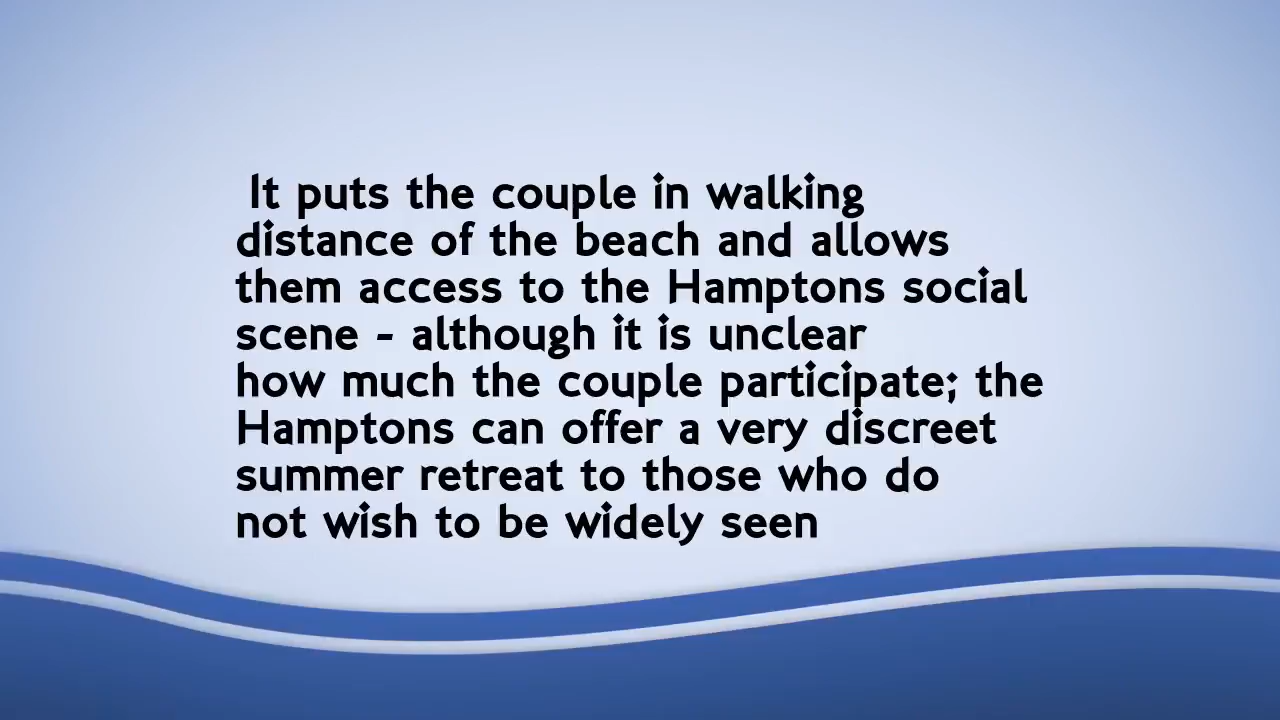 It puts the couple in walking
distance of the beach and allows
them access to the Hamptons social
scene - although it is unclear
how much the couple participate; the
Hamptons can offer a very discreet
summer retreat to those who do
not wish to be widely seen